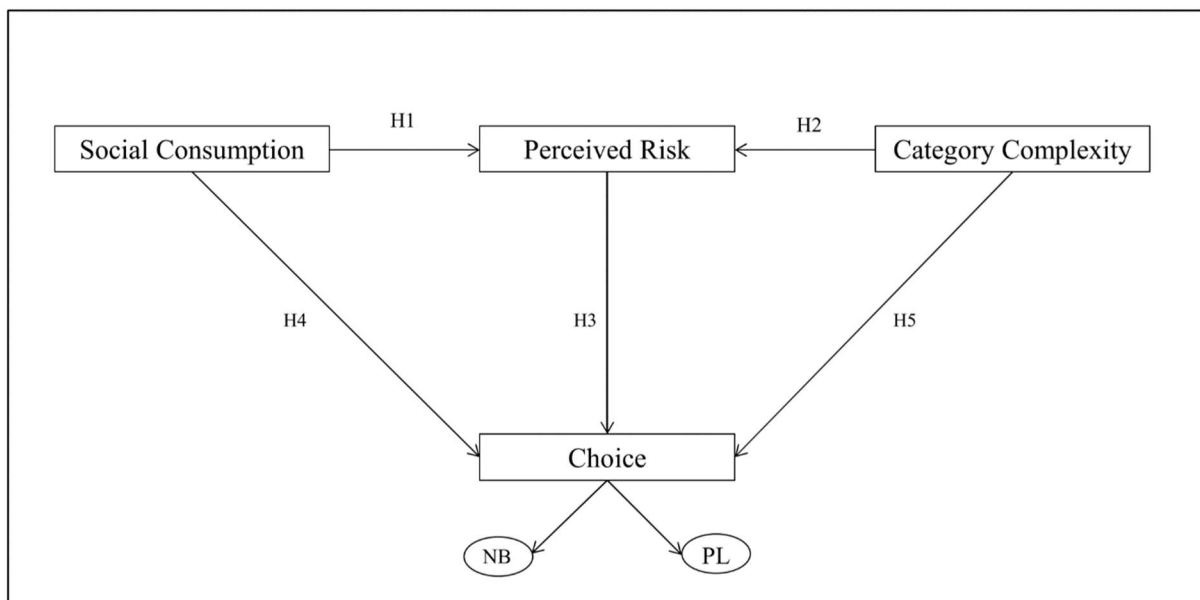 H1
H2
Social Consumption
Perceived Risk
Category Complexity
H4
H3
H5
Choice
NB
PL